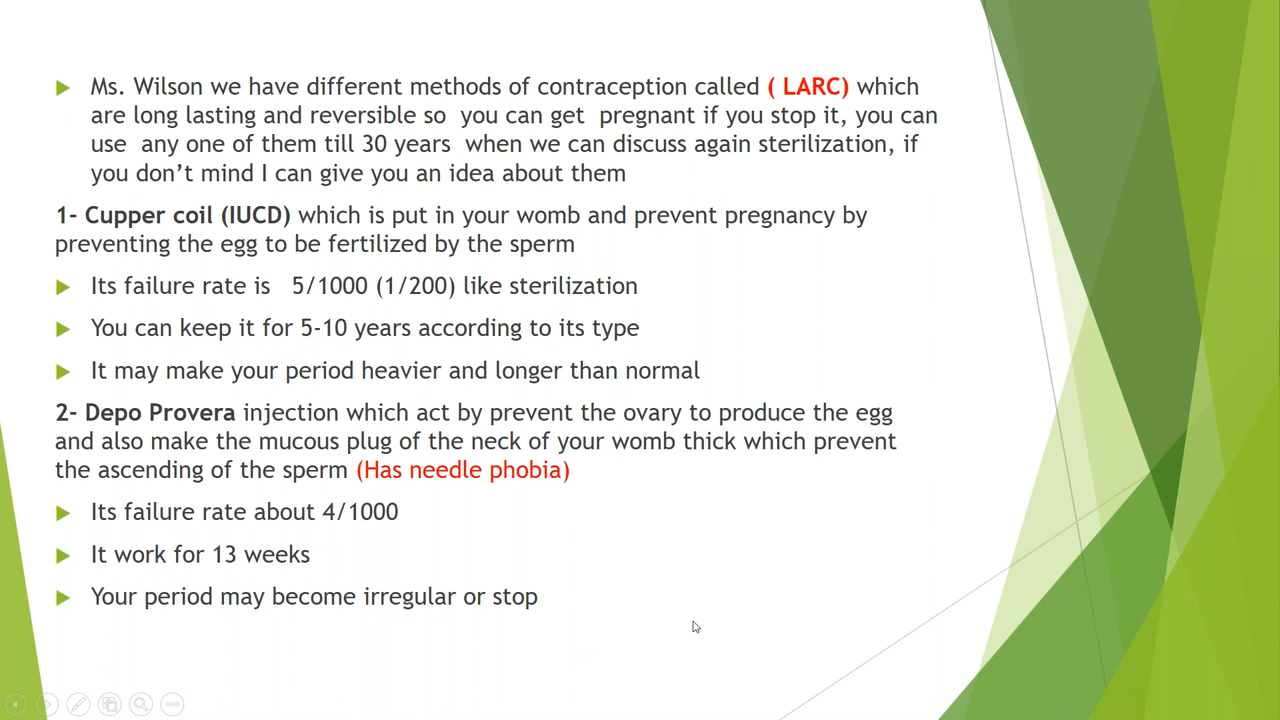 Ms. Wilson we have different methods of contraception called ( LARC) which
are long lasting and reversible so you can get pregnant if you stop it, you can
use any one of them till 30 years when we can discuss again sterilization, if
you don’t mind I can give you an idea about them
1- Cupper coil (IUCD) which is put in your womb and prevent pregnancy by
preventing the egg to be fertilized by the sperm
Its failure rate is 5/1000 (1/200) like sterilization
You can keep it for 5-10 years according to its type
It may make your period heavier and longer than normal
2- Depo Provera injection which act by prevent the ovary to produce the egg
and also make the mucous plug of the neck of your womb thick which prevent
the ascending of the sperm (Has needle phobia)
Its failure rate about 4/1000
It work for 13 weeks
Your period may become irregular or stop